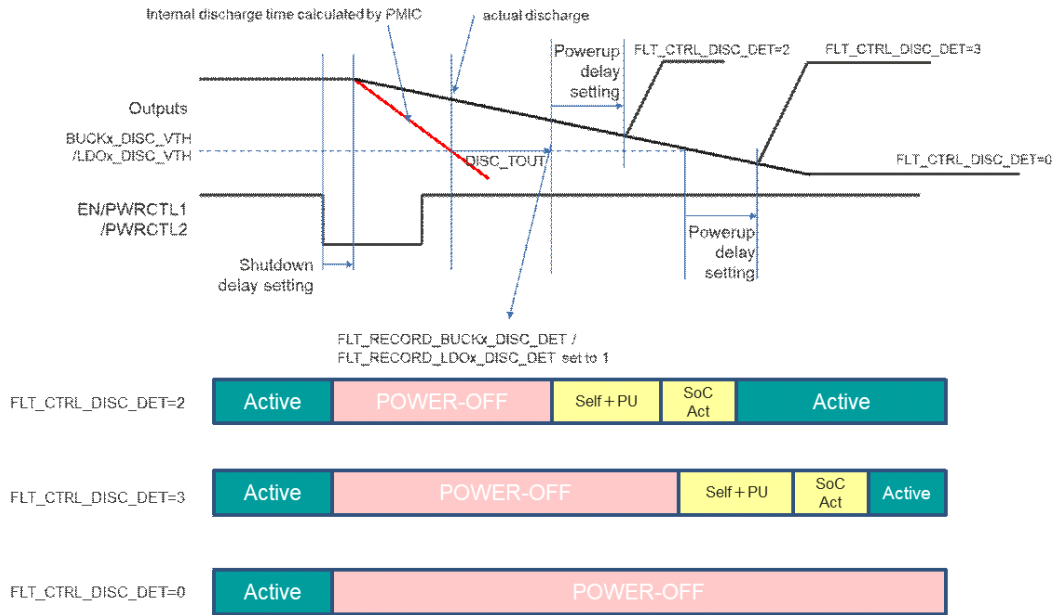 Internal discharge time calculated by PMIC
actual discharge
Powerup
delay
setting
FLT_CTRL_DISC_DET=2
FLT_CTRL_DISC_DET=3
Outputs
BUCKx_DISC_VTH
/LDOx_DISC_VTH
DISC_TOUT
FLT_CTRL_DISC_DET=0
EN/PWRCTL1
/PWRCTL2
Shutdown
delay setting
Powerup
delay
setting
FLT_RECORD_BUCKx_DISC_DET /
FLT_RECORD_LDOx_DISC_DET set to 1
FLT_CTRL_DISC_DET=2
Active
POWER-OFF
Self+PU
SoC
Act
Active
FLT_CTRL_DISC_DET=3
Active
POWER-OFF
Self+PU
SoC
Act
Active
FLT_CTRL_DISC_DET=0
Active
POWER-OFF